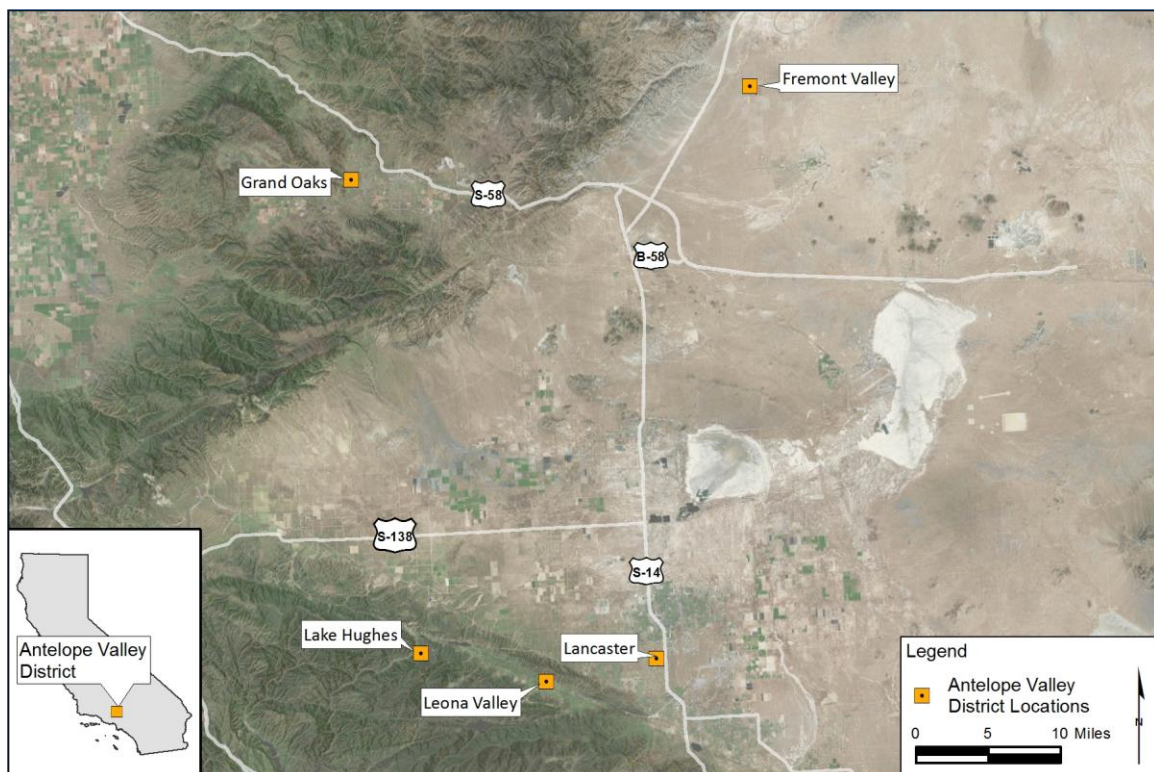 Fremont Valley
Grand Oaks
S-58
B-58
S-138
S-14
Lake Hughes
Lancaster
Leona Valley
Antelope Valley
District
Legend
Antelope Valley
District Locations
0 5 10 Miles
N